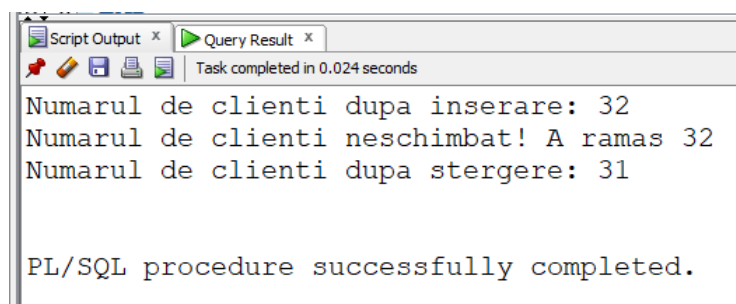 Script Output x Query Result x
Task completed in 0.024 seconds
Numarul de clienti dupa inserare: 32
Numarul de clienti neschimbat! A ramas 32
Numarul de clienti dupa stergere: 31
PL/SQL procedure successfully completed.